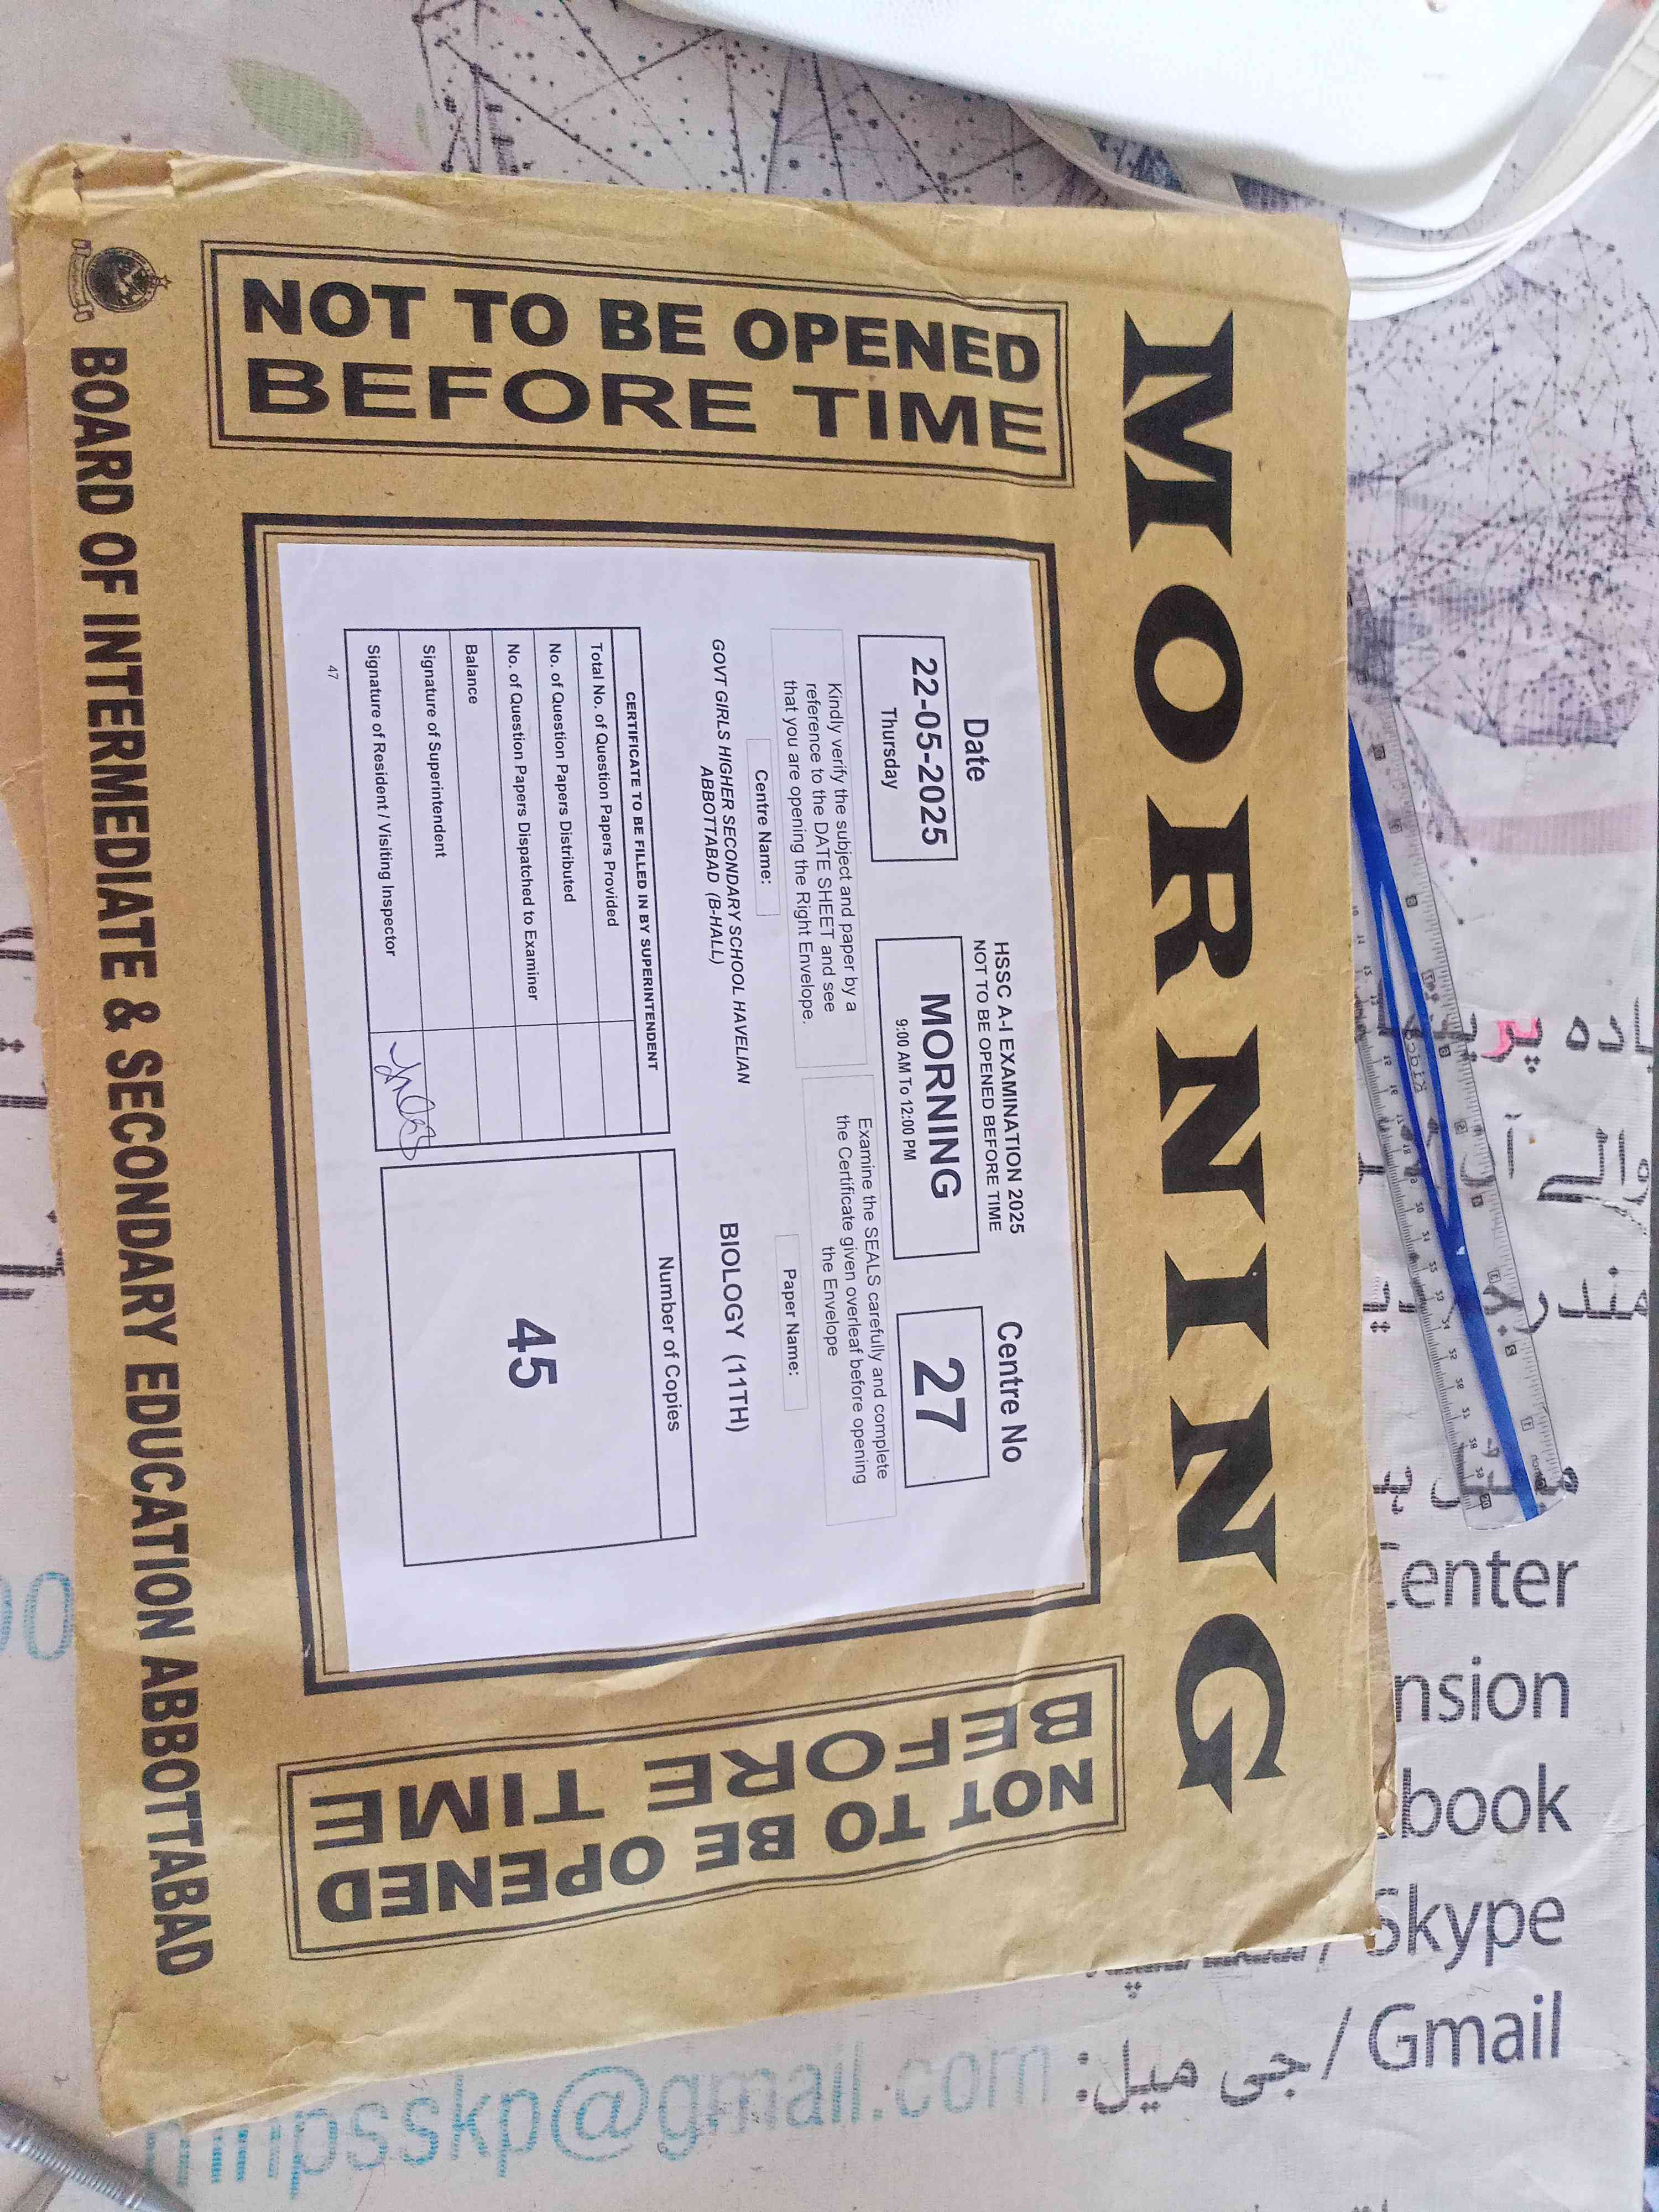 MORNING
NOT TO BE OPENED
BEFORE TIME
Date
22-05-2025
Thursday
HSSC A-I EXAMINATION 2025
NOT TO BE OPENED BEFORE TIME
MORNING
9:00 AM To 12:00 PM
Centre No
27
Kindly verify the subject and paper by a
reference to the DATE SHEET and see
that you are opening the Right Envelope.
Examine the SEALS carefully and complete
the Certificate given overleaf before opening
the Envelope
Centre Name:
GOVT GIRLS HIGHER SECONDARY SCHOOL HAVELIAN
ABBOTTABAD (B-HALL)
Paper Name:
BIOLOGY (11TH)
CERTIFICATE TO BE FILLED IN BY SUPERINTENDENT
Total No. of Question Papers Provided
No. of Question Papers Distributed
No. of Question Papers Dispatched to Examiner
Balance
Signature of Superintendent
Signature of Resident / Visiting Inspector
Number of Copies
45
47
NOT TO BE OPENED
BEFORE TIME
BOARD OF INTERMEDIATE & SECONDARY EDUCATION ABBOTTABAD
والے
enter
nsion
book
Skype /
Gmail / جی میل:
psskp@gmail.com